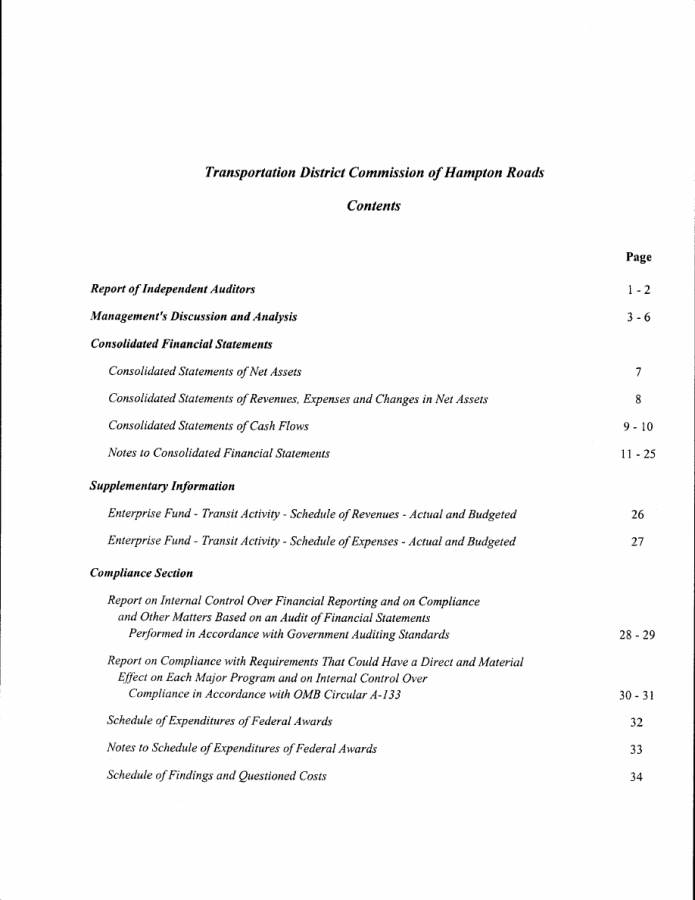 Transportation District Commission of Hampton Roads
Contents
Page
Report of Independent Auditors 1 - 2
Management's Discussion and Analysis 3 - 6
Consolidated Financial Statements
Consolidated Statements of Net Assets 7
Consolidated Statements of Revenues, Expenses and Changes in Net Assets 8
Consolidated Statements of Cash Flows 9 - 10
Notes to Consolidated Financial Statements 11 - 25
Supplementary Information
Enterprise Fund - Transit Activity - Schedule of Revenues - Actual and Budgeted 26
Enterprise Fund - Transit Activity - Schedule of Expenses - Actual and Budgeted 27
Compliance Section
Report on Internal Control Over Financial Reporting and on Compliance
and Other Matters Based on an Audit of Financial Statements
Performed in Accordance with Government Auditing Standards 28 - 29
Report on Compliance with Requirements That Could Have a Direct and Material
Effect on Each Major Program and on Internal Control Over
Compliance in Accordance with OMB Circular A-133 30 - 31
Schedule of Expenditures of Federal Awards 32
Notes to Schedule of Expenditures of Federal Awards 33
Schedule of Findings and Questioned Costs 34